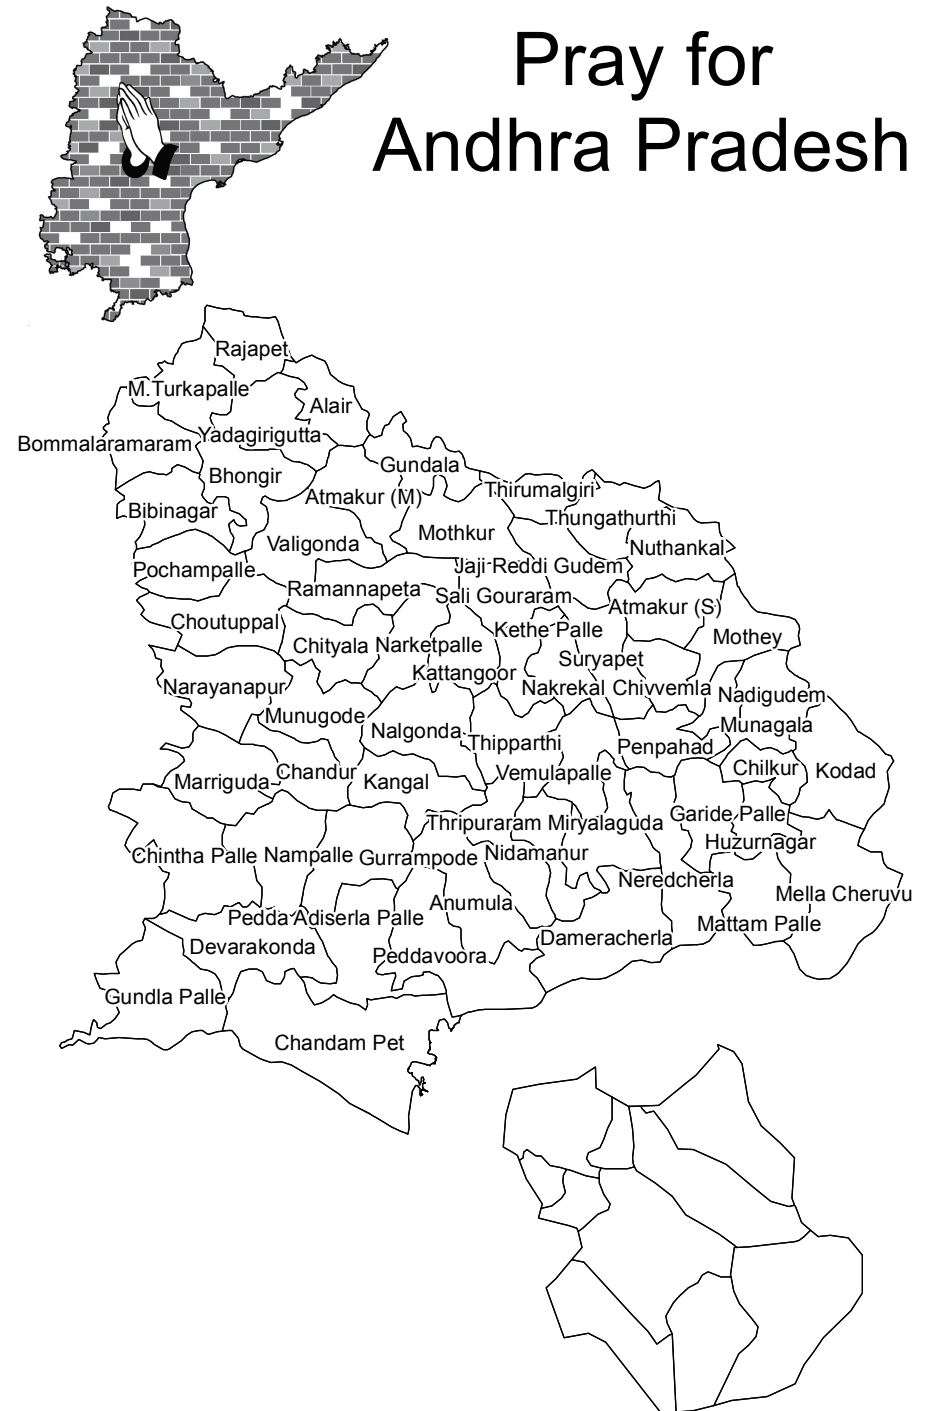 Pray for
Andhra Pradesh
Rajapet
M.Turkapalle
Alair
Bommalaramaram
Yadagirigutta
Gundala
Bhongir
Atmakur (M)
Thirumalgiri
Bibinagar
Thungathurthi
Mothkur
Valigonda
Nuthankal
Pochampalle
Jaji-Reddi Gudem
Ramannapeta
Sali Gouraram
Atmakur (S)
Choutuppal
Kethe Palle
Mothey
Chityala
Narketpalle
Suryapet
Kattangoor
Narayanapur
Nakrekal
Chivvemla
Nadigudem
Munugode
Munagala
Nalgonda
Thipparthi
Penpahad
Chandur
Vemulapalle
Chilkur
Kodad
Marriguda
Kangal
Garide Palle
Thripuraram
Miryalaguda
Huzurnagar
Chintha Palle
Nampalle
Gurrampode
Nidamanur
Neredcherla
Mella Cheruvu
Anumula
Pedda Adiserla Palle
Mattam Palle
Devarakonda
Dameracherla
Peddavoora
Gundla Palle
Chandam Pet